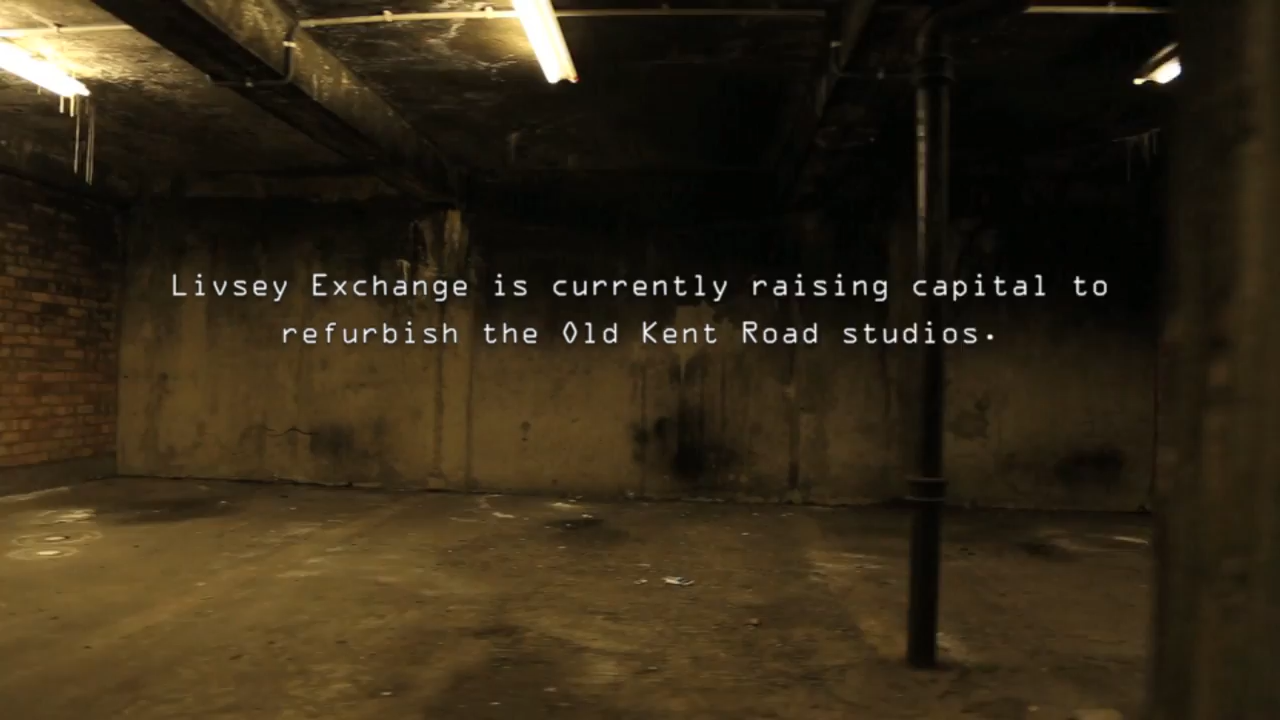 Livsey Exchange is currently raising capital to
refurbish the Old Kent Road studios.